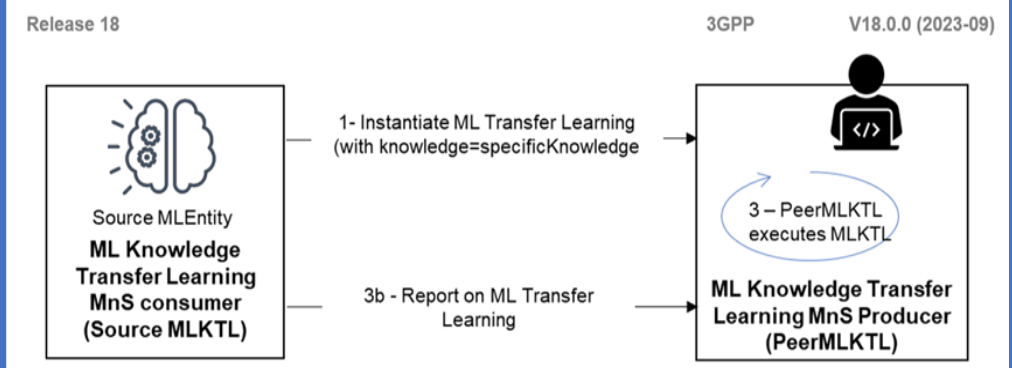 Release 18
3GPP
V18.0.0 (2023-09)
1- Instantiate ML Transfer Learning
(with knowledge=specificKnowledge
</>
Source MLEntity
ML Knowledge
Transfer Learning
MnS consumer
(Source MLKTL)
3 – PeerMLKTL
executes MLKTL
3b - Report on ML Transfer
Learning
ML Knowledge Transfer
Learning MnS Producer
(PeerMLKTL)